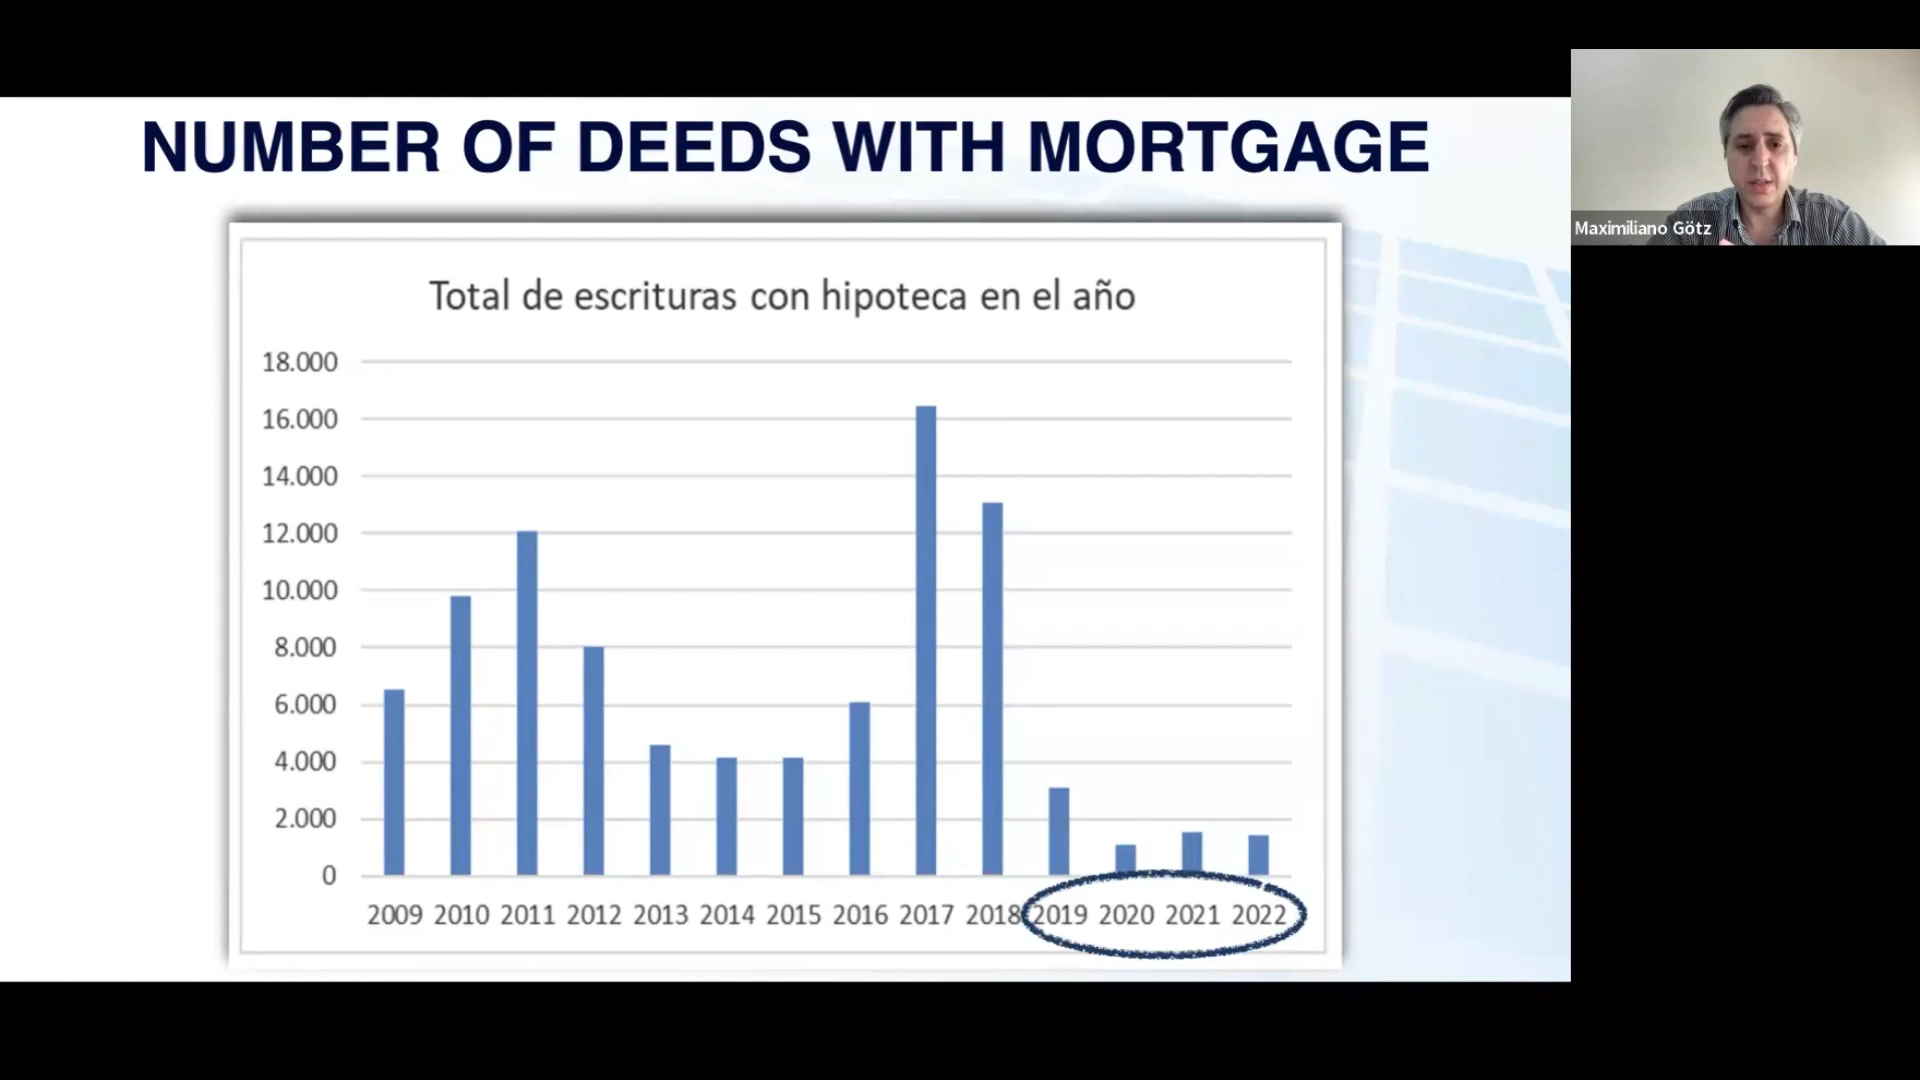 NUMBER OF DEEDS WITH MORTGAGE
Maximiliano Götz
Total de escrituras con hipoteca en el año
18.000
16.000
14.000
12.000
10.000
8.000
6.000
4.000
2.000
0
2009 2010 2011 2012 2013 2014 2015 2016 2017 2018 2019 2020 2021 2022